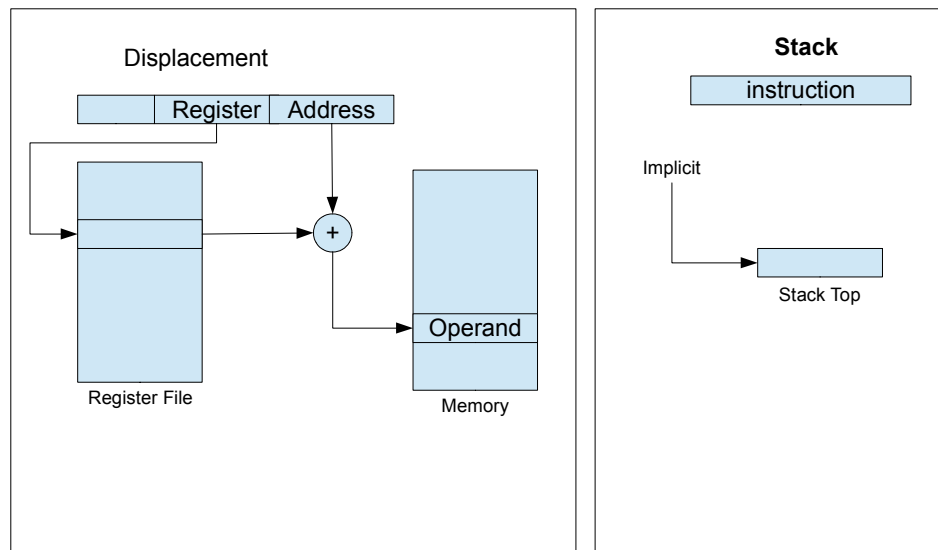 Displacement
Register Address
+
Operand
Register File
Memory
Stack
instruction
Implicit
Stack Top